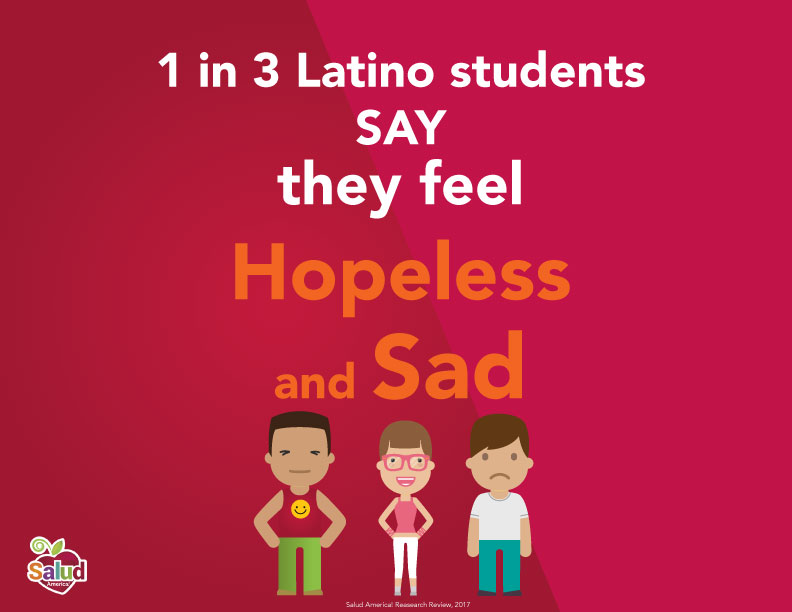 1 in 3 Latino students
SAY
they feel
Hopeless
and Sad
Salud
America!
Salud America! Reasearch Review, 2017